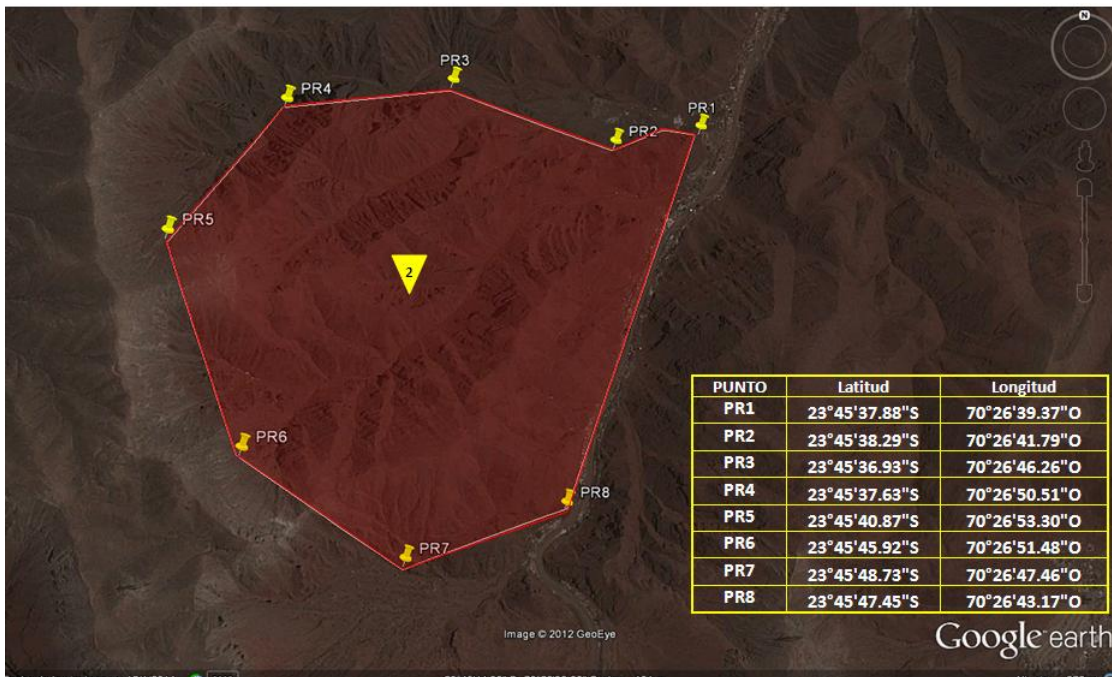 N
PR3
PR4
PR1
PR2
PR5
2
PR6
PR8
PR7
PUNTO Latitud Longitud
PR1 23°45'37.88"S 70°26'39.37"O
PR2 23°45'38.29"S 70°26'41.79"O
PR3 23°45'36.93"S 70°26'46.26"O
PR4 23°45'37.63"S 70°26'50.51"O
PR5 23°45'40.87"S 70°26'53.30"O
PR6 23°45'45.92"S 70°26'51.48"O
PR7 23°45'48.73"S 70°26'47.46"O
PR8 23°45'47.45"S 70°26'43.17"O
Image © 2012 GeoEye
Google earth